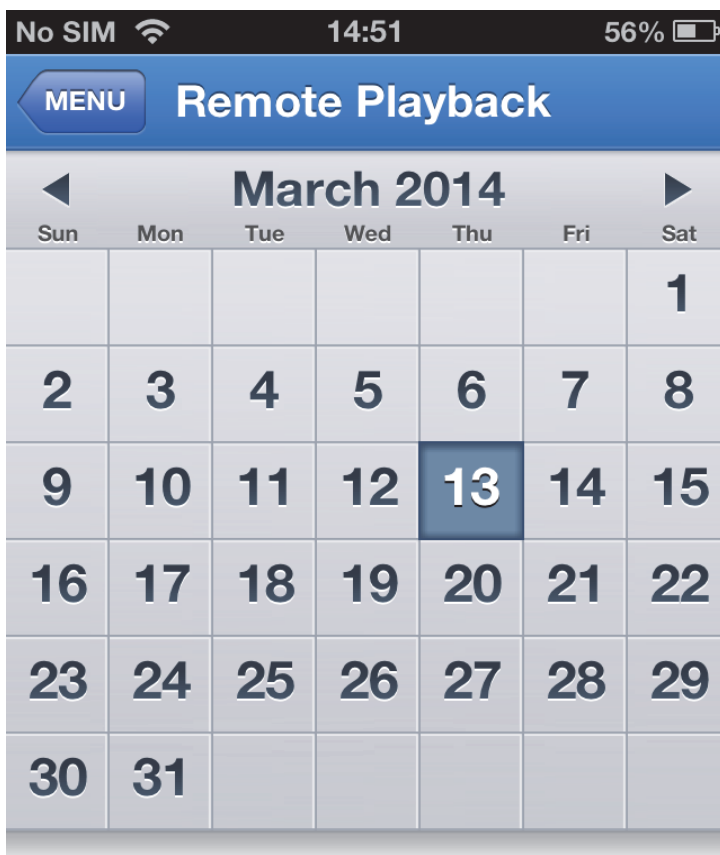 No SIM 14:51 56%
MENU Remote Playback
March 2014
Sun Mon Tue Wed Thu Fri Sat
1
2 3 4 5 6 7 8
9 10 11 12 13 14 15
16 17 18 19 20 21 22
23 24 25 26 27 28 29
30 31